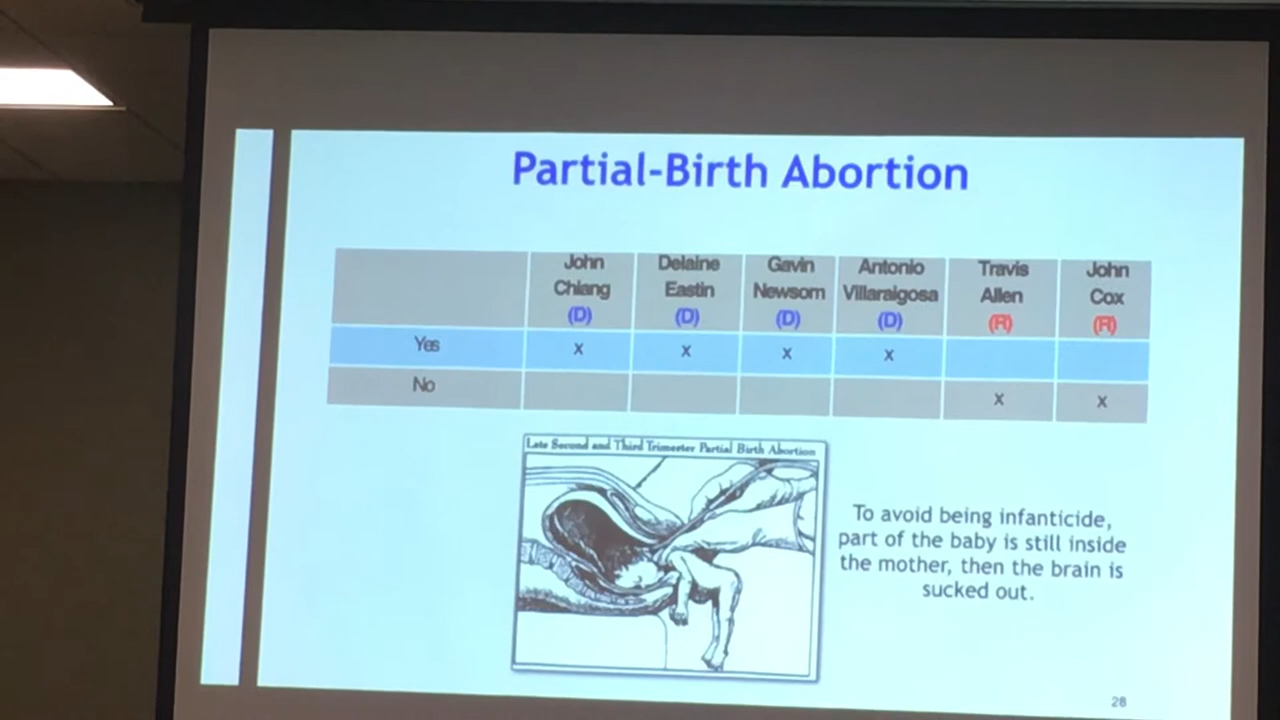 Partial-Birth Abortion
John Chiang (D)
Delaine Eastin (D)
Gavin Newsom (D)
Antonio Villaraigosa (D)
Travis Allen (R)
John Cox (R)
Yes x x x x
No x x
Late Second and Third Trimester Partial Birth Abortion
To avoid being infanticide,
part of the baby is still inside
the mother, then the brain is
sucked out.
28